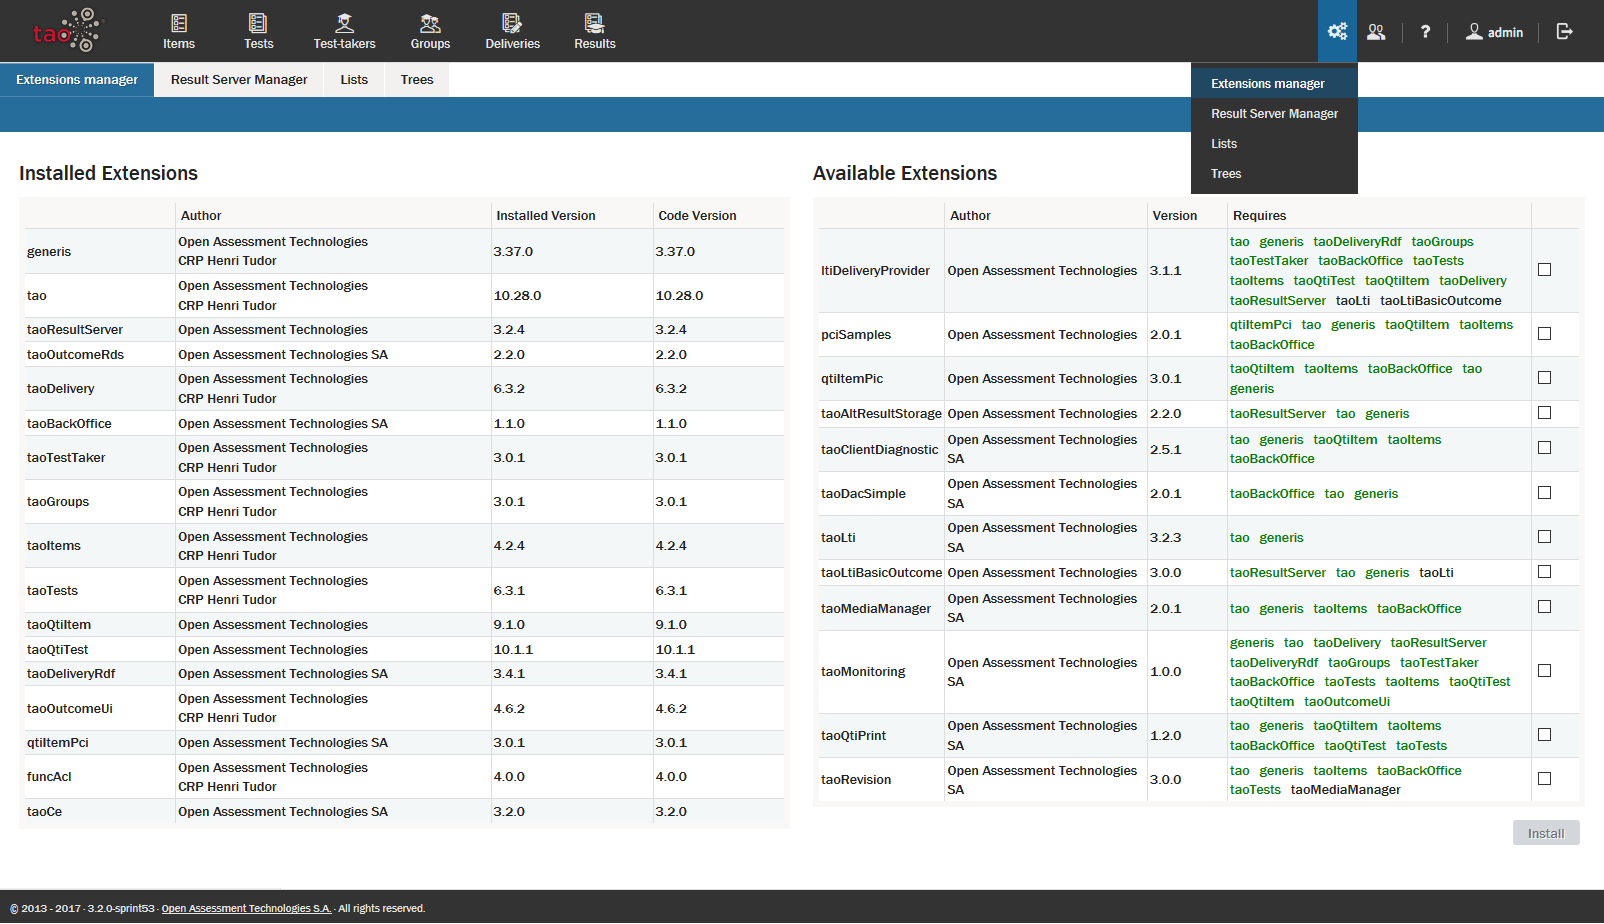 tao
Items
Tests
Test-takers
Groups
Deliveries
Results
?
admin
Extensions manager
Result Server Manager
Lists
Trees
Extensions manager
Result Server Manager
Lists
Trees
Installed Extensions
Author Installed Version Code Version
generis Open Assessment Technologies 3.37.0 3.37.0
CRP Henri Tudor
tao Open Assessment Technologies 10.28.0 10.28.0
CRP Henri Tudor
taoResultServer Open Assessment Technologies 3.2.4 3.2.4
taoOutcomeRds Open Assessment Technologies SA 2.2.0 2.2.0
taoDelivery Open Assessment Technologies 6.3.2 6.3.2
CRP Henri Tudor
taoBackOffice Open Assessment Technologies SA 1.1.0 1.1.0
taoTestTaker Open Assessment Technologies 3.0.1 3.0.1
CRP Henri Tudor
taoGroups Open Assessment Technologies 3.0.1 3.0.1
CRP Henri Tudor
taoItems Open Assessment Technologies 4.2.4 4.2.4
CRP Henri Tudor
taoTests Open Assessment Technologies 6.3.1 6.3.1
CRP Henri Tudor
taoQtiItem Open Assessment Technologies 9.1.0 9.1.0
taoQtiTest Open Assessment Technologies 10.1.1 10.1.1
taoDeliveryRdf Open Assessment Technologies SA 3.4.1 3.4.1
taoOutcomeUi Open Assessment Technologies 4.6.2 4.6.2
CRP Henri Tudor
qtiItemPci Open Assessment Technologies SA 3.0.1 3.0.1
funcAcl Open Assessment Technologies 4.0.0 4.0.0
CRP Henri Tudor
taoCe Open Assessment Technologies SA 3.2.0 3.2.0
Available Extensions
Author Version Requires
ltiDeliveryProvider Open Assessment Technologies 3.1.1 tao generis taoDeliveryRdf taoGroups
taoTestTaker taoBackOffice taoTests
taoItems taoQtiTest taoQtiItem taoDelivery
taoResultServer taoLti taoLtiBasicOutcome
pciSamples Open Assessment Technologies 2.0.1 qtiItemPci tao generis taoQtiItem taoItems
taoBackOffice
qtiItemPic Open Assessment Technologies 3.0.1 taoQtiItem taoItems taoBackOffice tao
generis
taoAltResultStorage Open Assessment Technologies 2.2.0 taoResultServer tao generis
taoClientDiagnostic Open Assessment Technologies SA 2.5.1 tao generis taoQtiItem taoItems
taoBackOffice
taoDacSimple Open Assessment Technologies SA 2.0.1 taoBackOffice tao generis
taoLti Open Assessment Technologies SA 3.2.3 tao generis
taoLtiBasicOutcome Open Assessment Technologies 3.0.0 taoResultServer tao generis taoLti
taoMediaManager Open Assessment Technologies SA 2.0.1 tao generis taoItems taoBackOffice
taoMonitoring Open Assessment Technologies SA 1.0.0 generis tao taoDelivery taoResultServer
taoDeliveryRdf taoGroups taoTestTaker
taoBackOffice taoTests taoItems taoQtiTest
taoQtiItem taoOutcomeUi
taoQtiPrint Open Assessment Technologies SA 1.2.0 tao generis taoQtiItem taoItems
taoBackOffice taoQtiTest taoTests
taoRevision Open Assessment Technologies SA 3.0.0 tao generis taoItems taoBackOffice
taoTests taoMediaManager
Install
© 2013 - 2017 · 3.2.0-sprint53 · Open Assessment Technologies S.A. · All rights reserved.